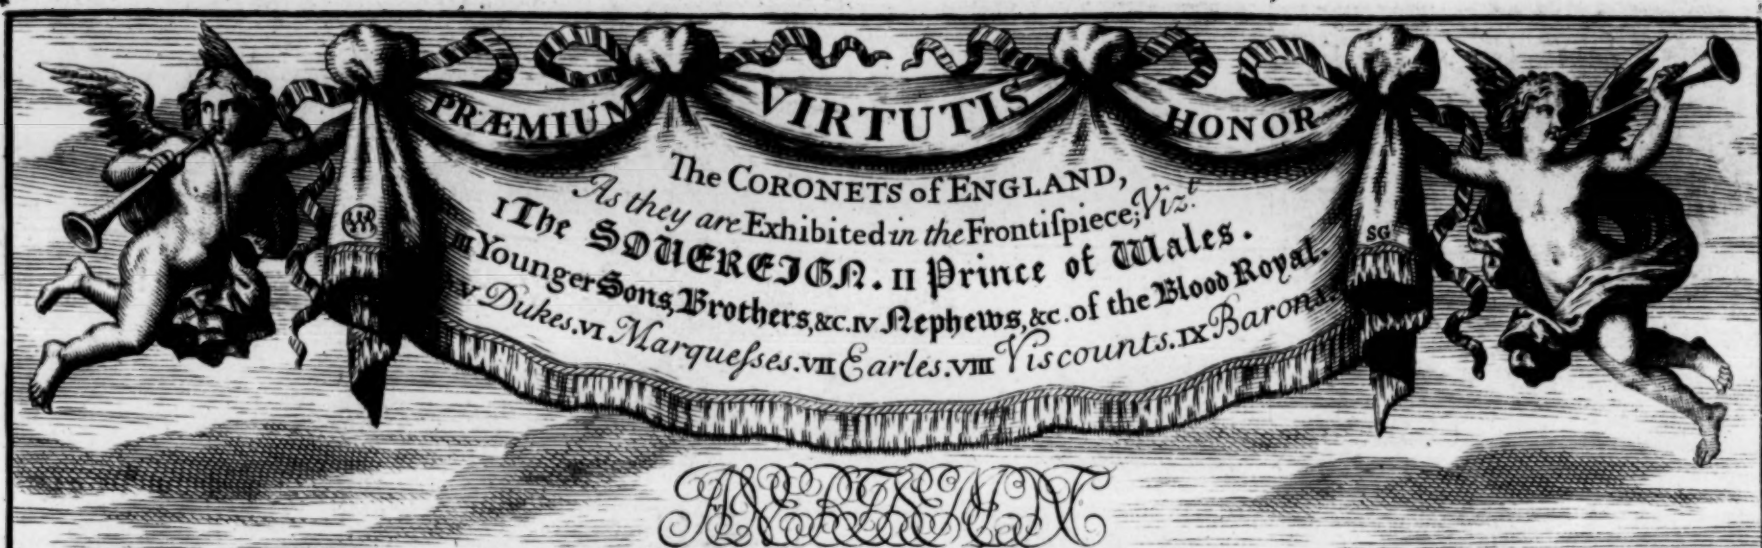 PRÆMIUM VIRTUTIS HONOR
The CORONETS of ENGLAND,
As they are Exhibited in the Frontiſpiece; Viz.t
I The SOUEREIGN. II Prince of Wales.
III Younger Sons, Brothers, &c. IV Nephews, &c. of the Blood Royal.
V Dukes. VI Marqueſses. VII Earles. VIII Viscounts. IX Barons.
SG